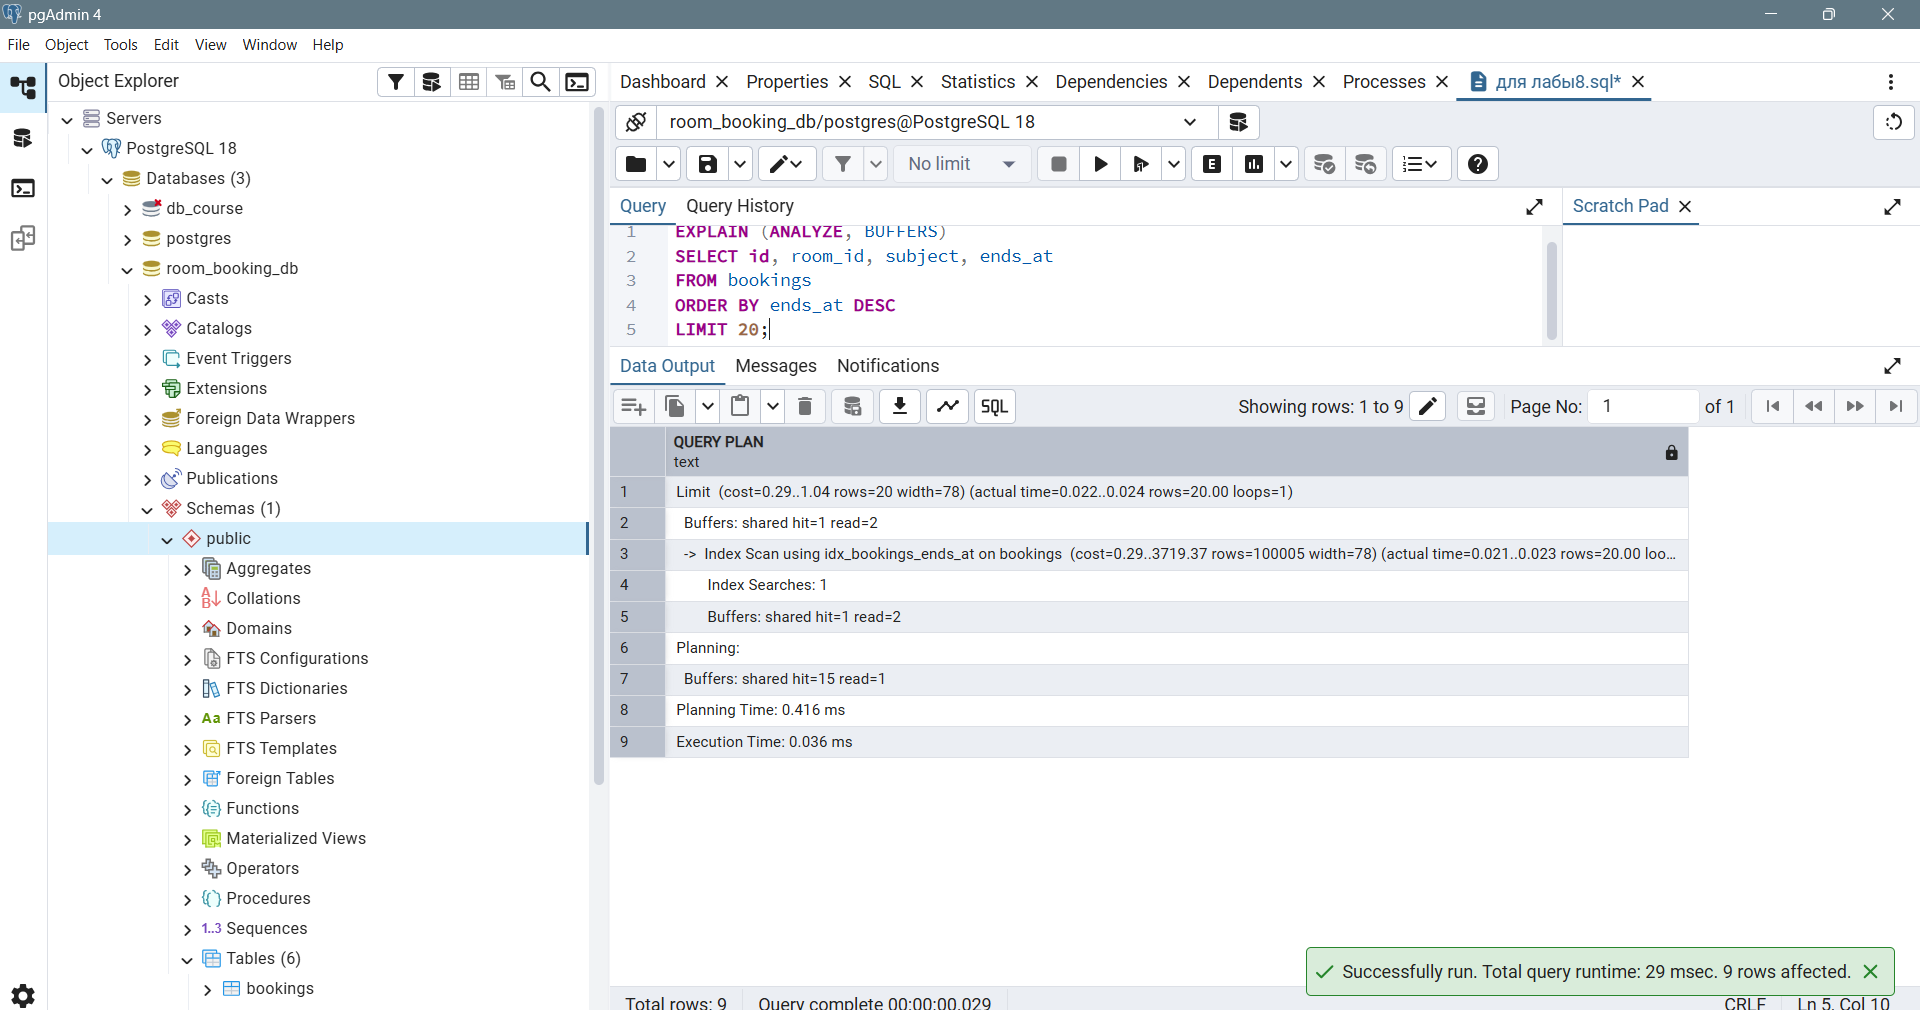 pgAdmin 4
File Object Tools Edit View Window Help
Object Explorer
Servers
PostgreSQL 18
Databases (3)
db_course
postgres
room_booking_db
Casts
Catalogs
Event Triggers
Extensions
Foreign Data Wrappers
Languages
Publications
Schemas (1)
public
Aggregates
Collations
Domains
FTS Configurations
FTS Dictionaries
Aa FTS Parsers
FTS Templates
Foreign Tables
Functions
Materialized Views
Operators
Procedures
1..3 Sequences
Tables (6)
bookings
Dashboard Properties SQL Statistics Dependencies Dependents Processes для лабы8.sql*
room_booking_db/postgres@PostgreSQL 18
No limit
E
Query Query History
Scratch Pad
1 EXPLAIN (ANALYZE, BUFFERS)
2 SELECT id, room_id, subject, ends_at
3 FROM bookings
4 ORDER BY ends_at DESC
5 LIMIT 20;
Data Output Messages Notifications
SQL Showing rows: 1 to 9 Page No: 1 of 1
QUERY PLAN
text
1 Limit (cost=0.29..1.04 rows=20 width=78) (actual time=0.022..0.024 rows=20.00 loops=1)
2 Buffers: shared hit=1 read=2
3 -> Index Scan using idx_bookings_ends_at on bookings (cost=0.29..3719.37 rows=100005 width=78) (actual time=0.021..0.023 rows=20.00 loo...
4 Index Searches: 1
5 Buffers: shared hit=1 read=2
6 Planning:
7 Buffers: shared hit=15 read=1
8 Planning Time: 0.416 ms
9 Execution Time: 0.036 ms
Successfully run. Total query runtime: 29 msec. 9 rows affected.
Total rows: 9 Query complete 00:00:00.029 CRLF Ln 5, Col 10